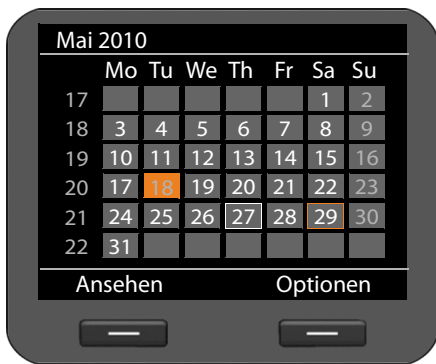 Mai 2010
Mo Tu We Th Fr Sa Su
17 1 2
18 3 4 5 6 7 8 9
19 10 11 12 13 14 15 16
20 17 18 19 20 21 22 23
21 24 25 26 27 28 29 30
22 31
Ansehen Optionen